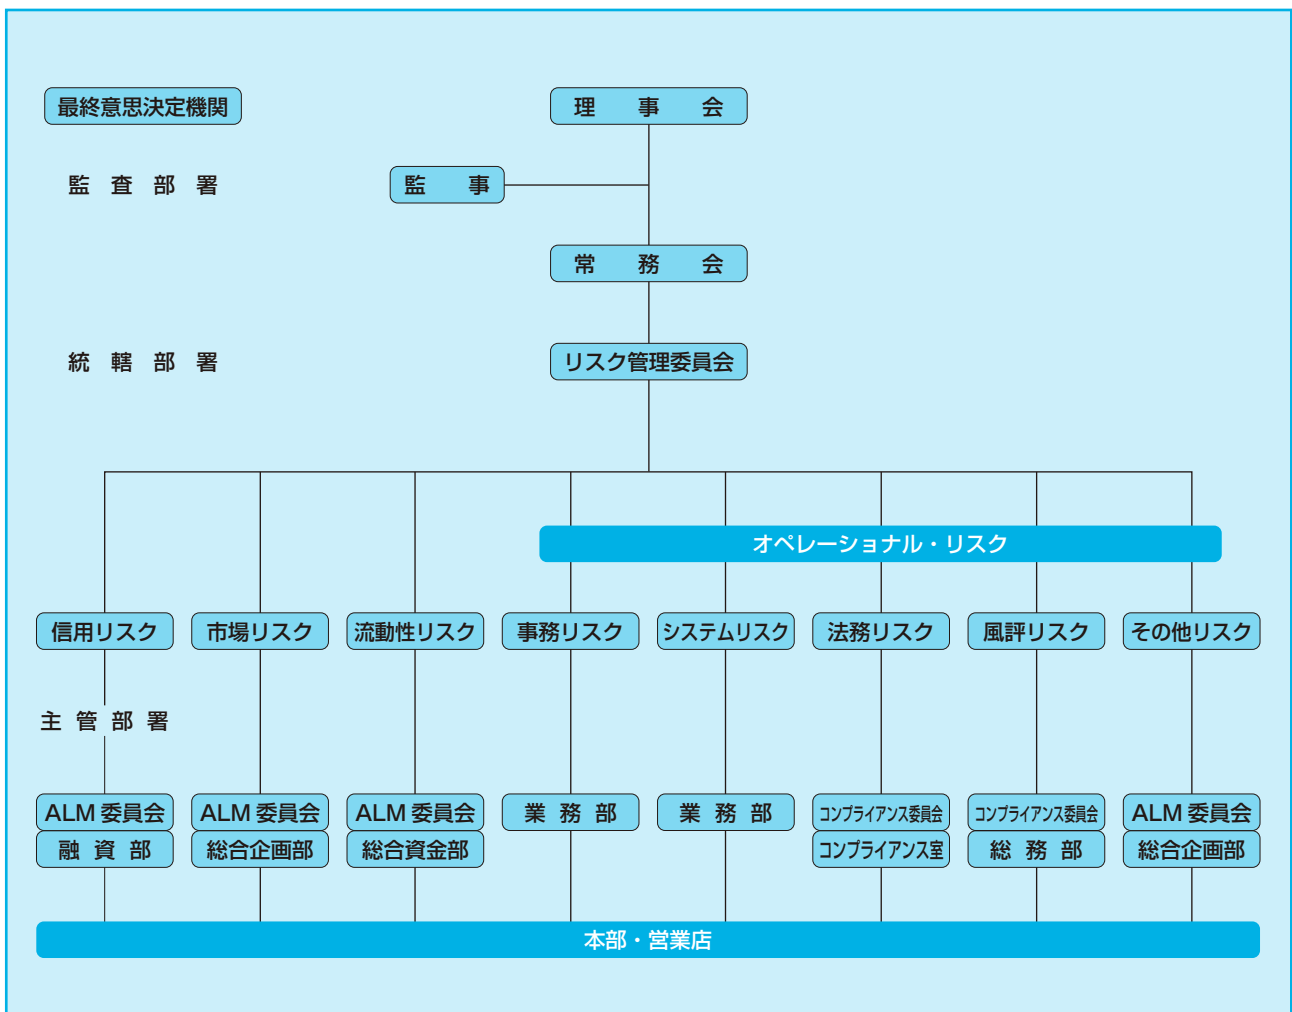 最終意思決定機関
理事会
監査部署
監事
常務会
統轄部署
リスク管理委員会
オペレーショナル・リスク
信用リスク
市場リスク
流動性リスク
事務リスク
システムリスク
法務リスク
風評リスク
その他リスク
主管部署
ALM 委員会
融資部
ALM 委員会
総合企画部
ALM 委員会
総合資金部
業務部
業務部
コンプライアンス委員会
コンプライアンス室
コンプライアンス委員会
総務部
ALM 委員会
総合企画部
本部・営業店